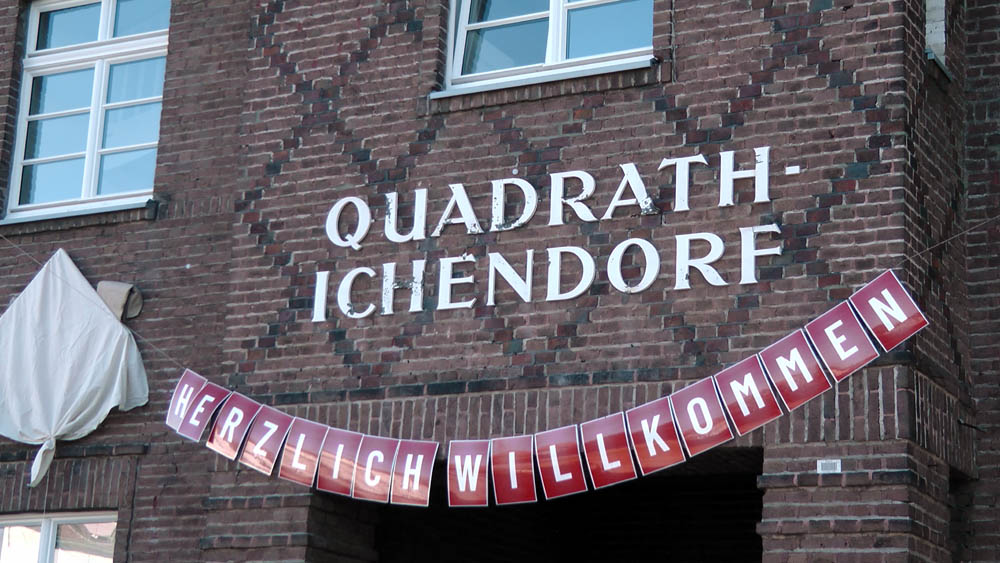 QUADRATH-
ICHENDORF
HERZLICH WILLKOMMEN